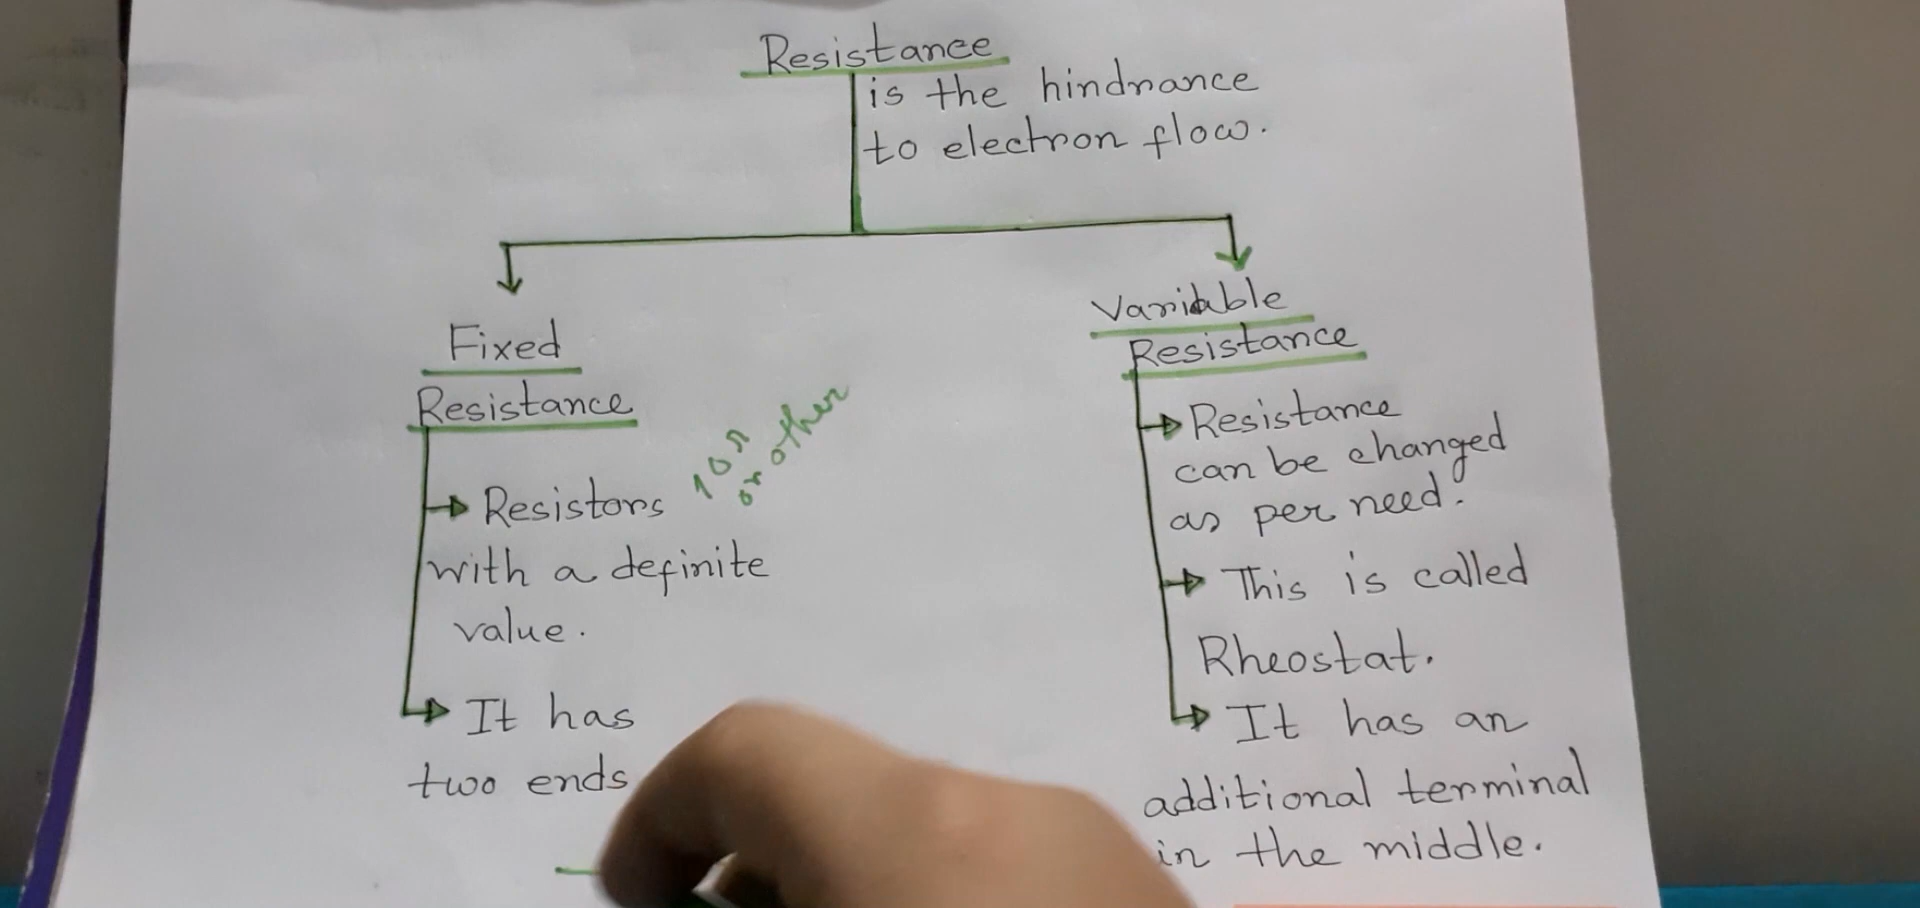 Resistance
is the hindrance
to electron flow.
Fixed
Resistance
Resistors
with a definite
value.
It has
two ends
10Ω
or other
Variable
Resistance
Resistance
can be changed
as per need.
This is called
Rheostat.
It has an
additional terminal
in the middle.